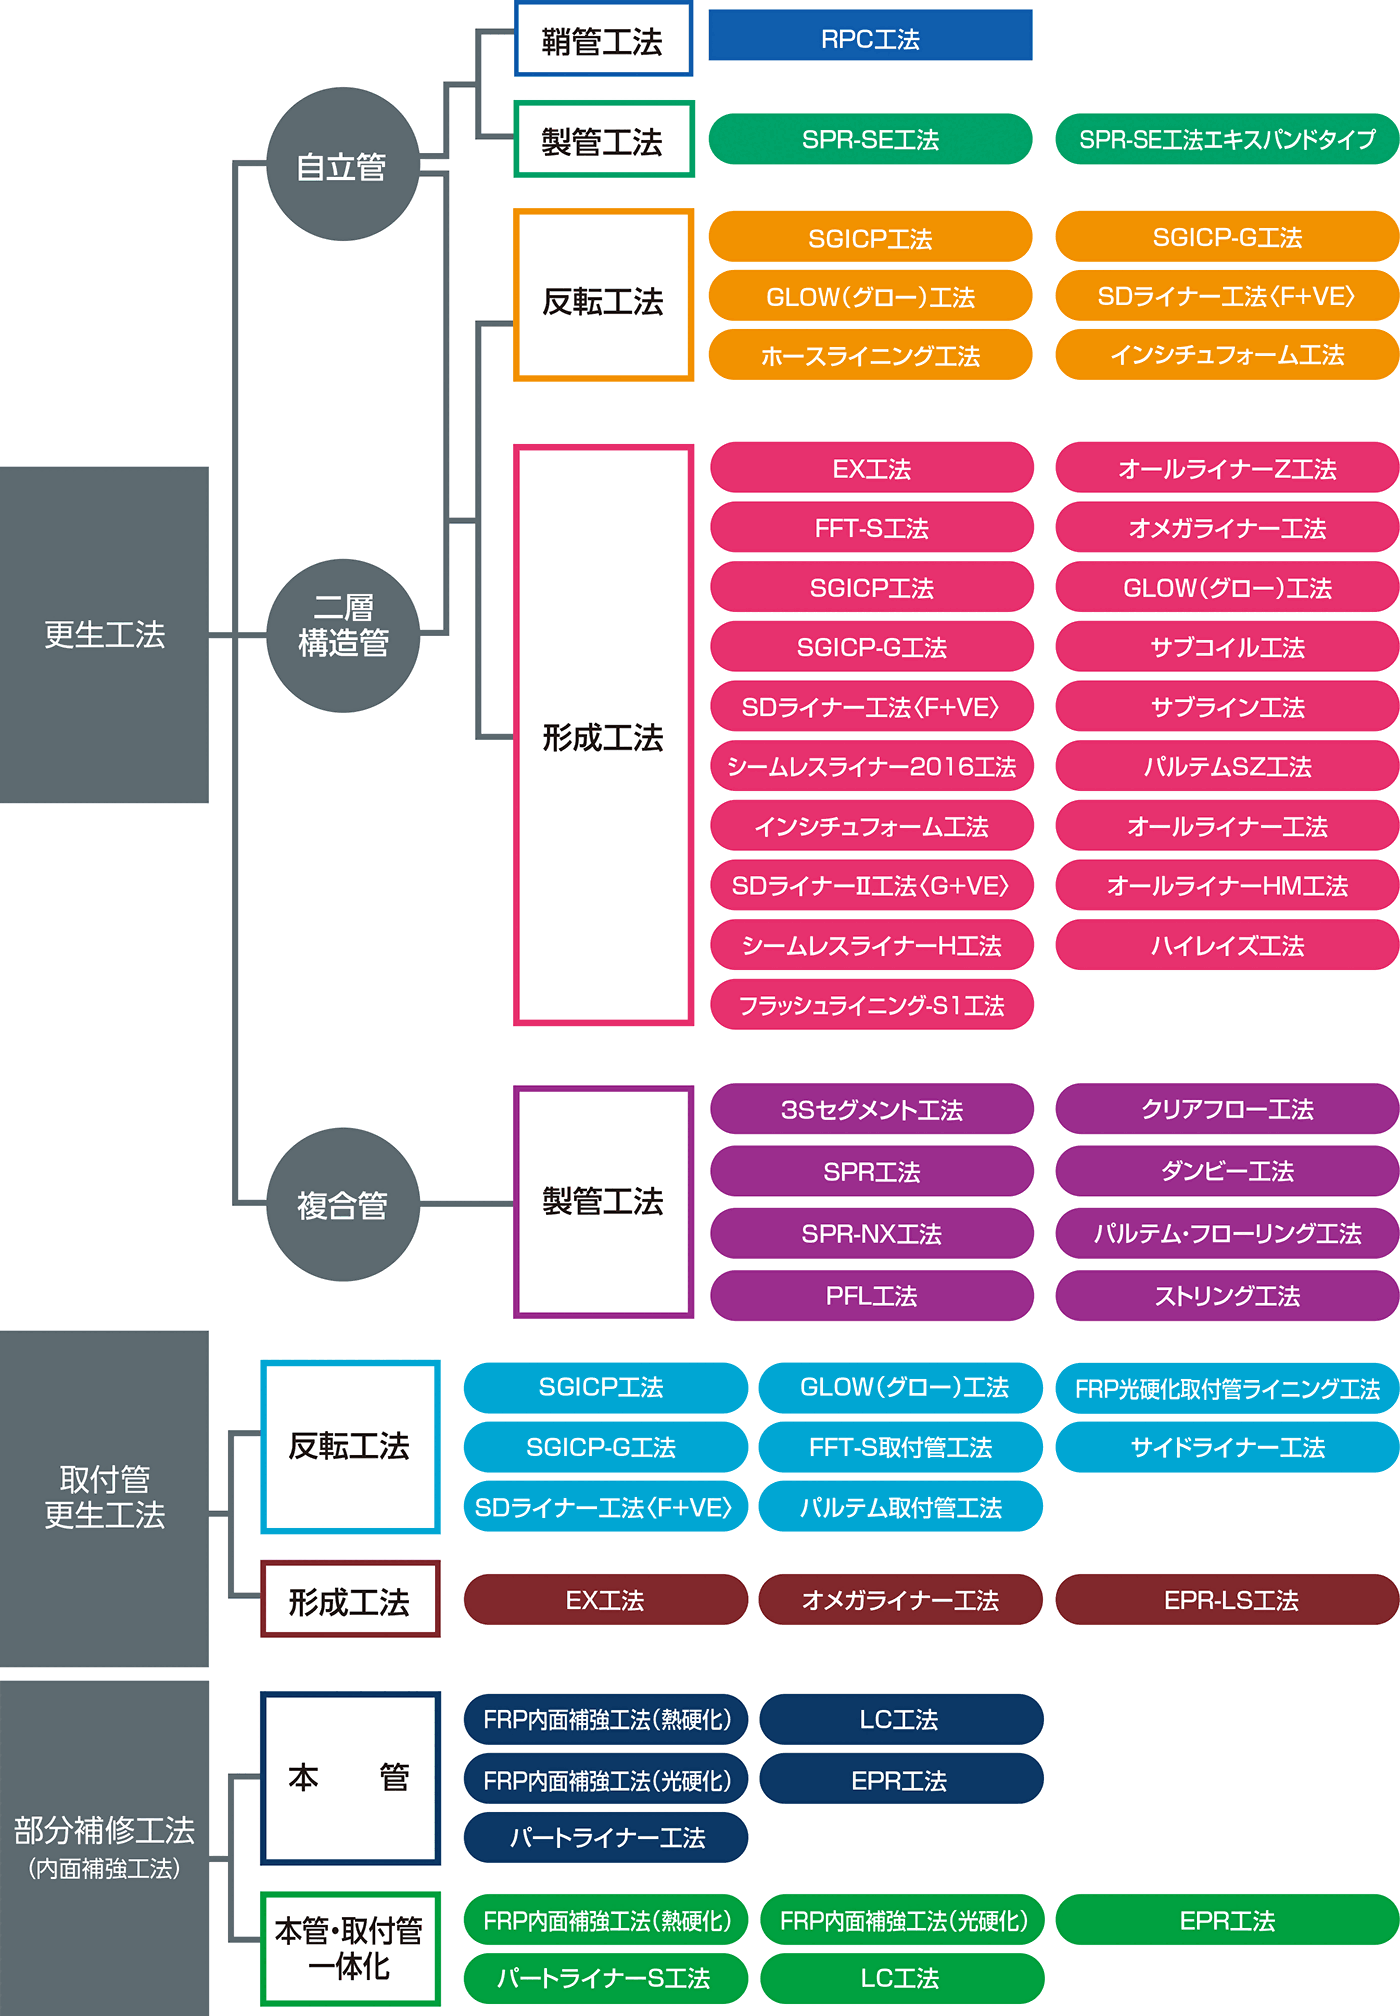 更生工法
自立管
鞘管工法
RPC工法
製管工法
SPR-SE工法
SPR-SE工法エキスパンドタイプ
二層
構造管
反転工法
SGICP工法
SGICP-G工法
GLOW(グロー)工法
SDライナー工法〈F+VE〉
ホースライニング工法
インシチュフォーム工法
形成工法
EX工法
オールライナーZ工法
FFT-S工法
オメガライナー工法
SGICP工法
GLOW(グロー)工法
SGICP-G工法
サブコイル工法
SDライナー工法〈F+VE〉
サブライン工法
シームレスライナー2016工法
パルテムSZ工法
インシチュフォーム工法
オールライナー工法
SDライナーⅡ工法〈G+VE〉
オールライナーHM工法
シームレスライナーH工法
ハイレイズ工法
フラッシュライニング-S1工法
複合管
製管工法
3Sセグメント工法
クリアフロー工法
SPR工法
ダンビー工法
SPR-NX工法
パルテム・フローリング工法
PFL工法
ストリング工法
取付管
更生工法
反転工法
SGICP工法
GLOW(グロー)工法
FRP光硬化取付管ライニング工法
SGICP-G工法
FFT-S取付管工法
サイドライナー工法
SDライナー工法〈F+VE〉
パルテム取付管工法
形成工法
EX工法
オメガライナー工法
EPR-LS工法
部分補修工法
(内面補強工法)
本　管
FRP内面補強工法(熱硬化)
LC工法
FRP内面補強工法(光硬化)
EPR工法
パートライナー工法
本管・取付管
一体化
FRP内面補強工法(熱硬化)
FRP内面補強工法(光硬化)
EPR工法
パートライナーS工法
LC工法